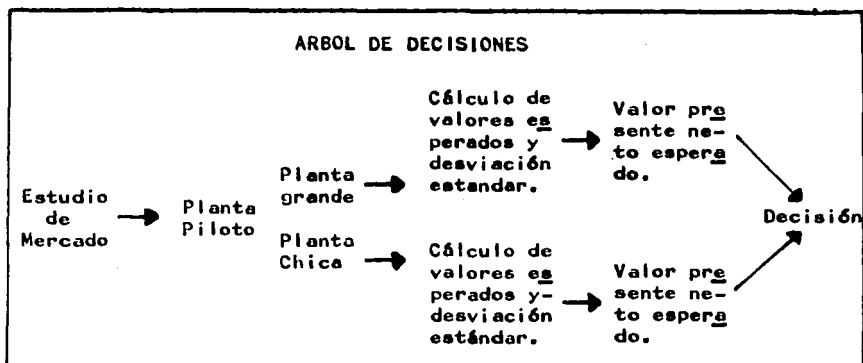 ARBOL DE DECISIONES
Estudio
de
Mercado
Planta
Piloto
Planta
grande
Planta
Chica
Cálculo de
valores es
perados y
desviación
estandar.
Valor pre
sente ne-
to espera
do.
Cálculo de
valores es
perados y-
desviación
estándar.
Valor pre
sente ne-
to espera
do.
Decisión